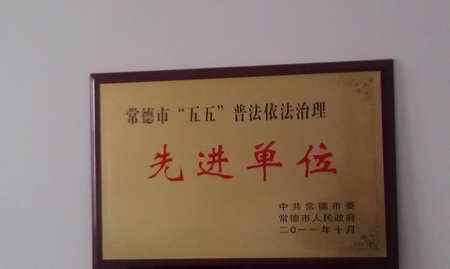 常德市“五五”普法依法治理
先进单位
中共常德市委
常德市人民政府
二〇一一年十月